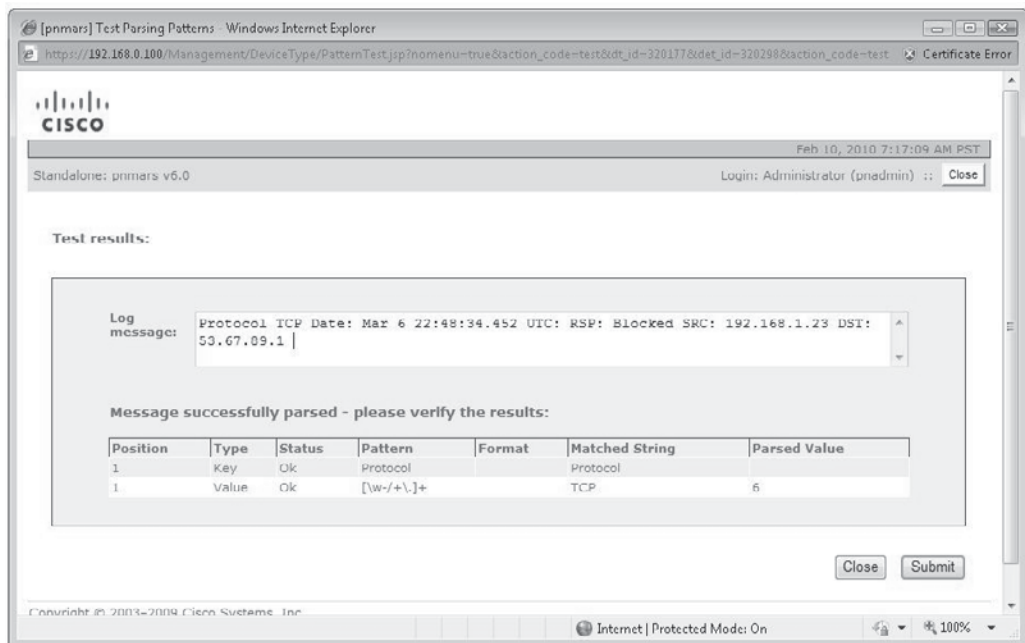 [pnmars] Test Parsing Patterns - Windows Internet Explorer
https://192.168.0.100/Management/DeviceType/PatternTest.jsp?nomenu=true&action_code=test&dt_id=320177&det_id=320298&action_code=test Certificate Error
CISCO
Feb 10, 2010 7:17:09 AM PST
Standalone: pnmars v6.0 Login: Administrator (pnadmin) :: Close
Test results:
Log message: Protocol TCP Date: Mar 6 22:48:34.452 UTC: RSP: Blocked SRC: 192.168.1.23 DST:
53.67.89.1
Message successfully parsed - please verify the results:
Position Type Status Pattern Format Matched String Parsed Value
1 Key Ok Protocol Protocol
1 Value Ok [\w-/+\.]+ TCP 6
Close Submit
Copyright © 2003-2009 Cisco Systems, Inc.
Internet | Protected Mode: On 100%